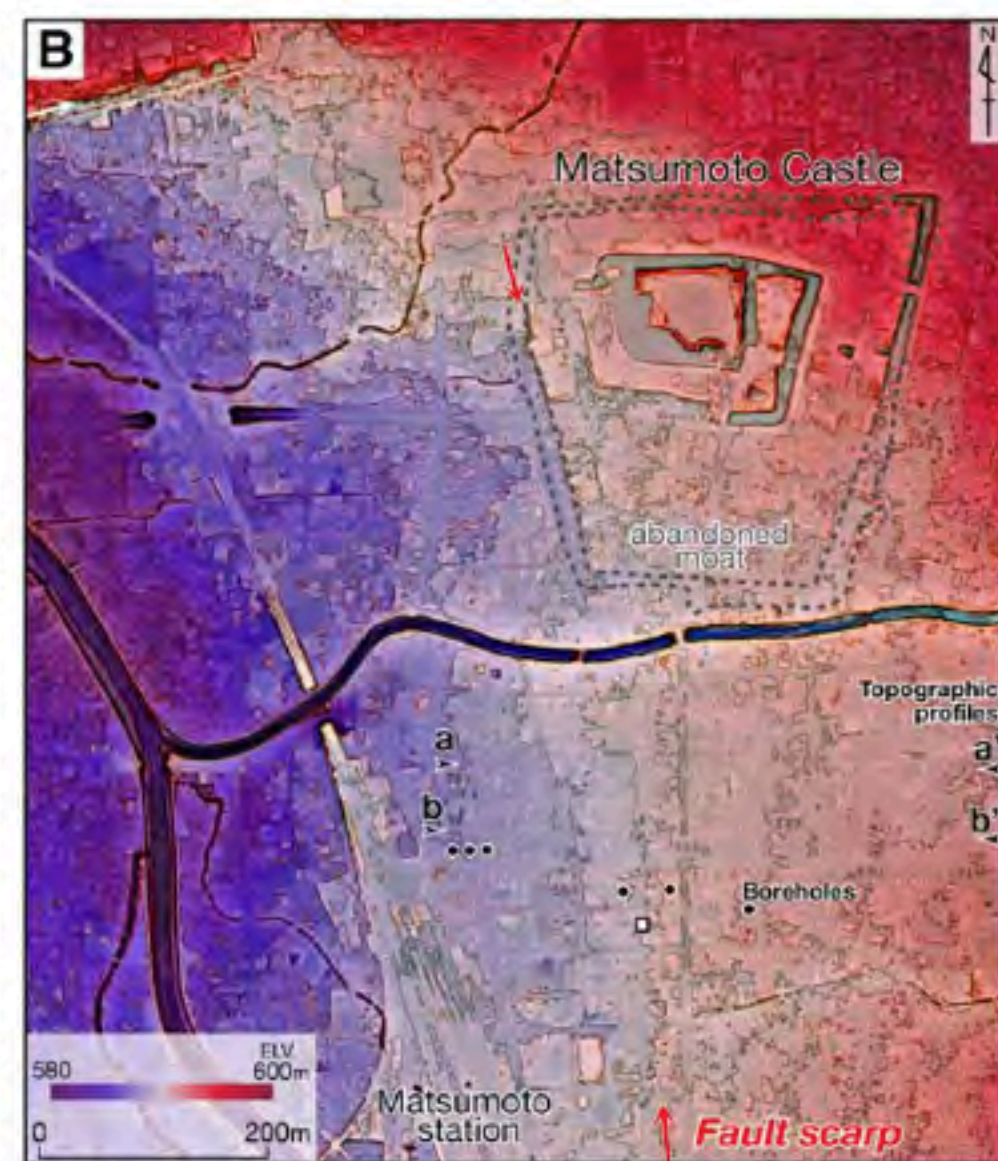 B
N
Matsumoto Castle
abandoned
moat
Topographic
profiles
a
a'
b
b'
Boreholes
ELV.
580
600m
0
200m
Matsumoto
station
Fault scarp